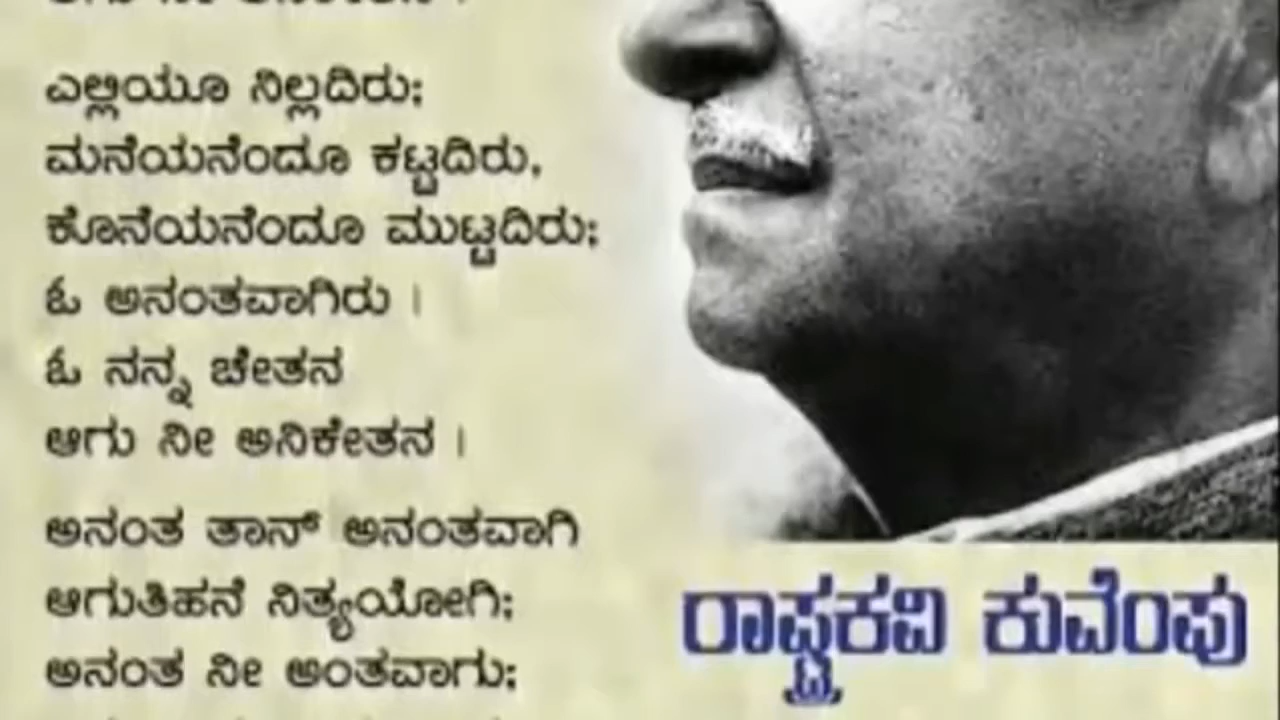 ಎಲ್ಲಿಯೂ ನಿಲ್ಲದಿರು;
ಮನೆಯನೆಂದೂ ಕಟ್ಟದಿರು,
ಕೊನೆಯನೆಂದೂ ಮುಟ್ಟದಿರು;
ಓ ಅನಂತವಾಗಿರು |
ಓ ನನ್ನ ಚೇತನ
ಆಗು ನೀ ಅನಿಕೇತನ |
ಅನಂತ ತಾನ್ ಅನಂತವಾಗಿ
ಆಗುತಿಹನೆ ನಿತ್ಯಯೋಗಿ;
ಅನಂತ ನೀ ಅಂತವಾಗು;
ರಾಷ್ಟ್ರಕವಿ ಕುವೆಂಪು